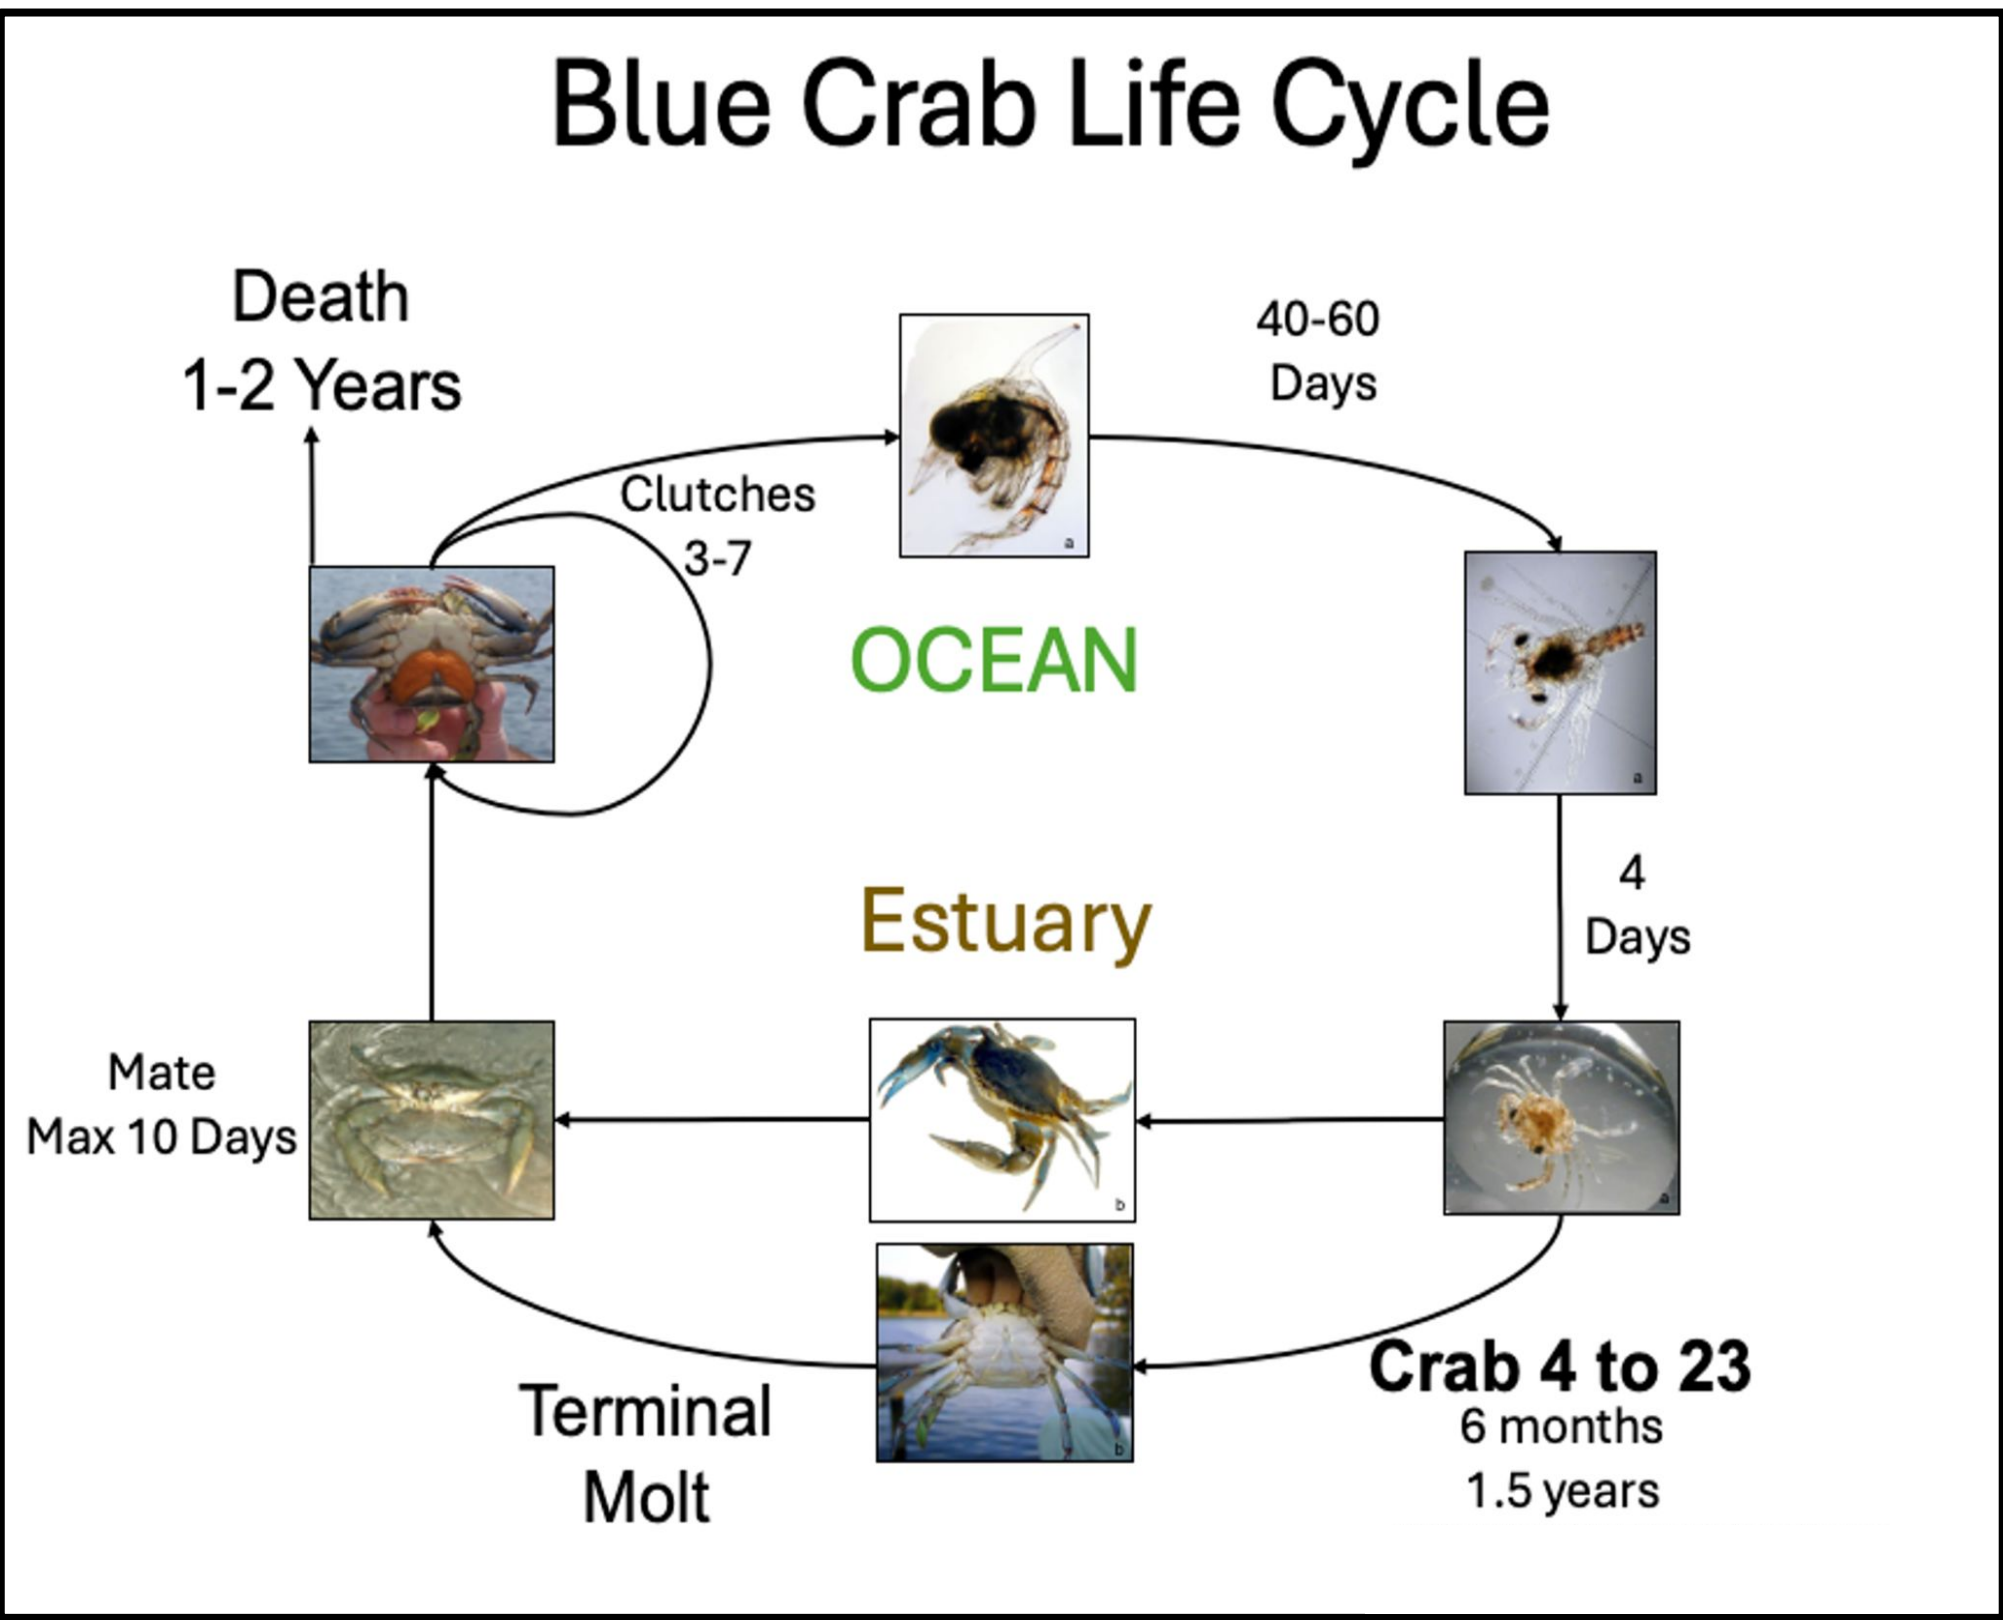 Blue Crab Life Cycle
Death
1-2 Years
40-60
Days
Clutches
3-7
a
OCEAN
a
4
Days
Estuary
Mate
Max 10 Days
b
a
Terminal
Molt
b
Crab 4 to 23
6 months
1.5 years